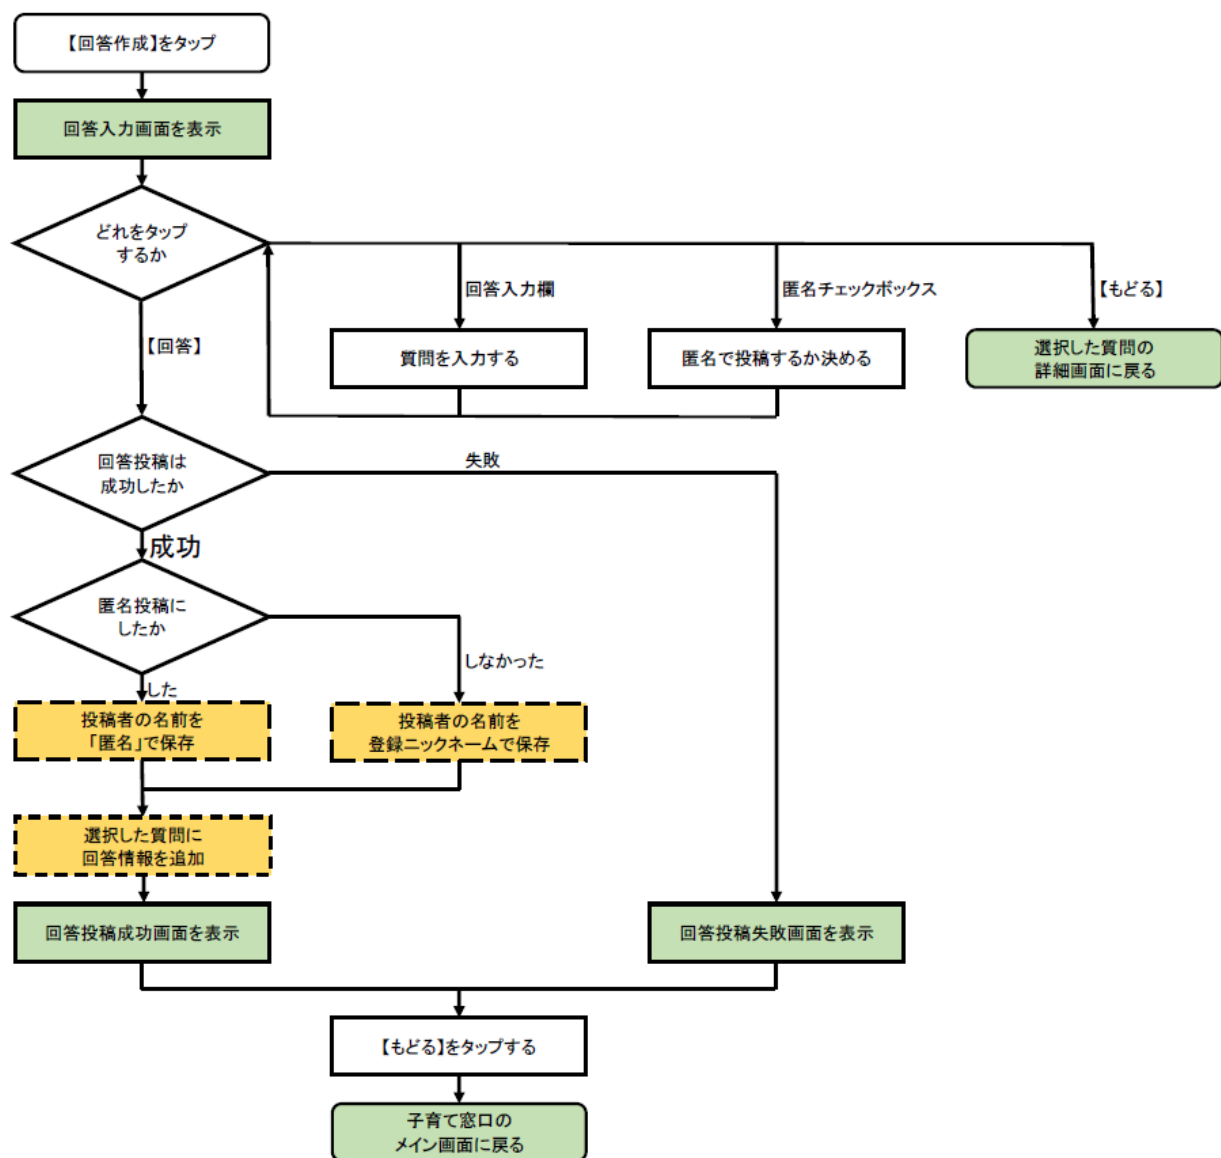 【回答作成】をタップ
回答入力画面を表示
どれをタップ
するか
回答入力欄
匿名チェックボックス
【もどる】
【回答】
質問を入力する
匿名で投稿するか決める
選択した質問の
詳細画面に戻る
回答投稿は
成功したか
失敗
成功
匿名投稿に
したか
しなかった
した
投稿者の名前を
「匿名」で保存
投稿者の名前を
登録ニックネームで保存
選択した質問に
回答情報を追加
回答投稿成功画面を表示
回答投稿失敗画面を表示
【もどる】をタップする
子育て窓口の
メイン画面に戻る